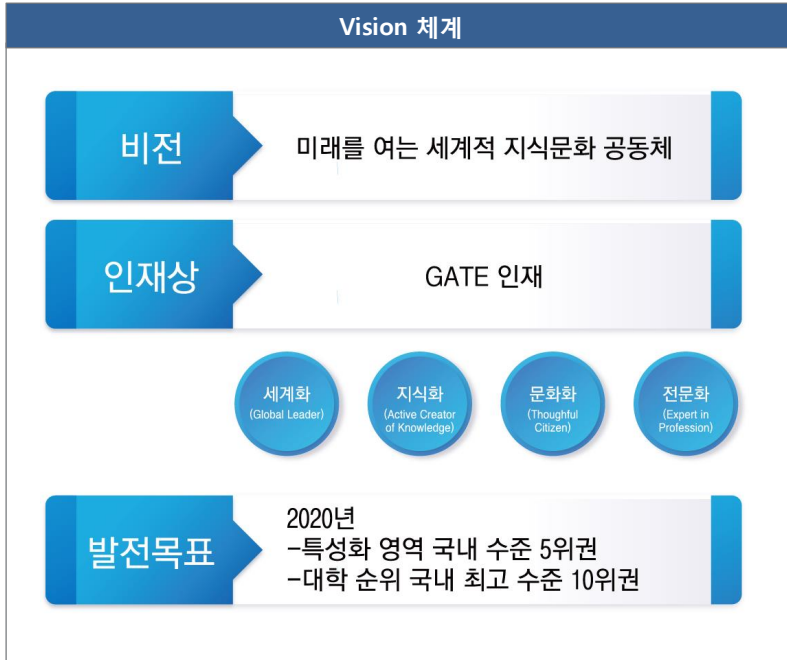 Vision 체계
비전
미래를 여는 세계적 지식문화 공동체
인재상
GATE 인재
세계화
(Global Leader)
지식화
(Active Creator
of Knowledge)
문화화
(Thoughtful
Citizen)
전문화
(Expert in
Profession)
발전목표
2020년
-특성화 영역 국내 수준 5위권
-대학 순위 국내 최고 수준 10위권